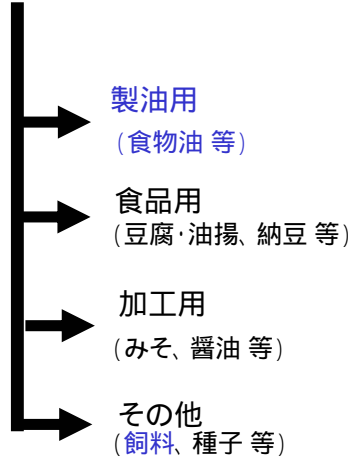 製油用
(食物油 等)
食品用
(豆腐･油揚、納豆 等)
加工用
(みそ、醤油 等)
その他
(飼料、種子 等)